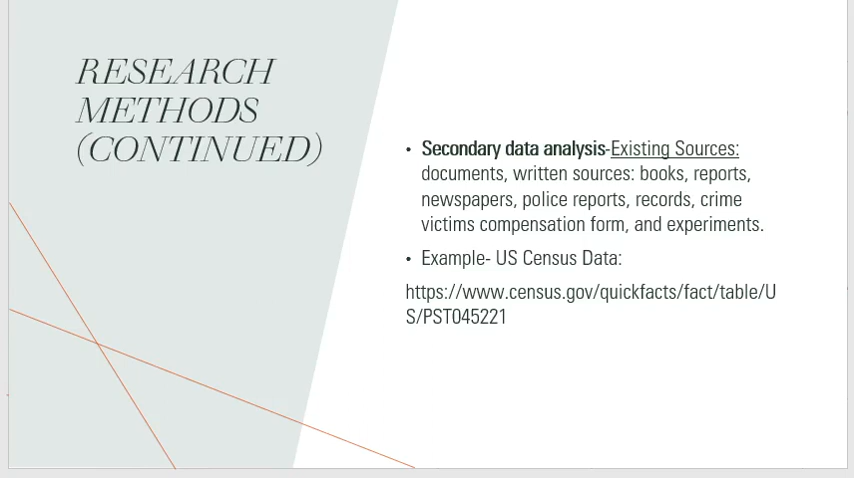 RESEARCH
METHODS
(CONTINUED)
• Secondary data analysis-Existing Sources:
documents, written sources: books, reports,
newspapers, police reports, records, crime
victims compensation form, and experiments.
• Example- US Census Data:
https://www.census.gov/quickfacts/fact/table/U
S/PST045221